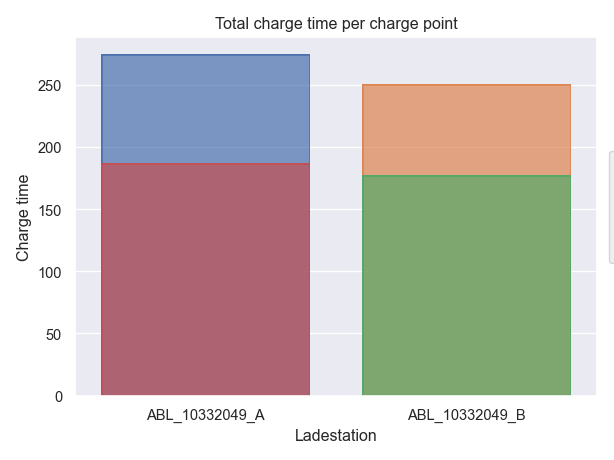 Total charge time per charge point
Charge time
250
200
150
100
50
0
ABL_10332049_A
ABL_10332049_B
Ladestation